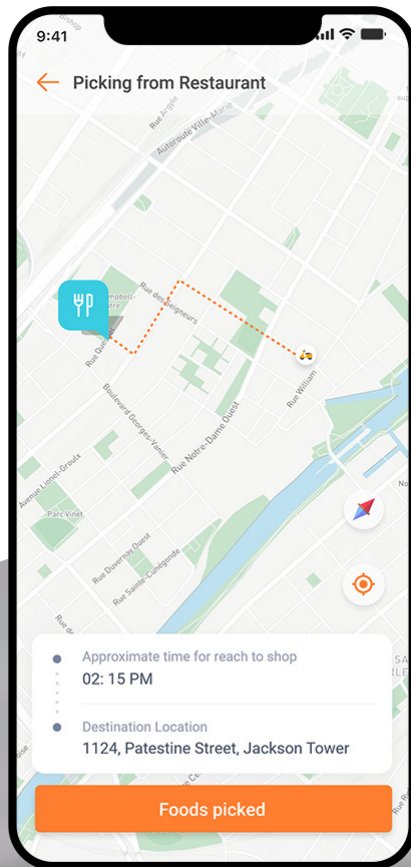 9:41
Picking from Restaurant
Rue Argyle
Autoroute Ville-Marie
Rue des Seigneurs
Rue William
Boulevard Georges-Vanier
Rue Notre-Dame Ouest
Avenue Lionel-Groulx
Parc Vinet
Rue Duvernay Ouest
Rue Sainte-Cunégonde
Approximate time for reach to shop
02: 15 PM
Destination Location
1124, Patestine Street, Jackson Tower
Foods picked